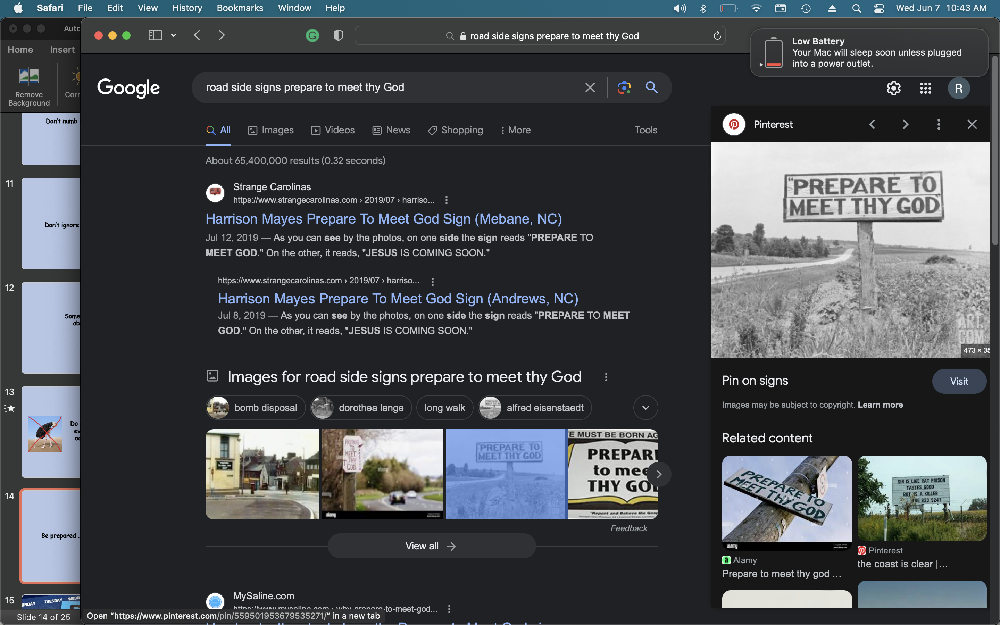 Safari File Edit View History Bookmarks Window Help Wed Jun 7 10:43 AM
Auto
Home Insert
Remove
Background
Corr
road side signs prepare to meet thy God
Low Battery
Your Mac will sleep soon unless plugged
into a power outlet.
Don't numb
11
Don't ignore
12
Some
ab
13
Do
ev
oc
14
Be prepared .
15
ONDAY TUESDAY WEDN
Slide 14 of 25
Google
road side signs prepare to meet thy God
R
All Images Videos News Shopping More Tools
About 65,400,000 results (0.32 seconds)
Strange Carolinas
https://www.strangecarolinas.com › 2019/07 › harriso...
Harrison Mayes Prepare To Meet God Sign (Mebane, NC)
Jul 12, 2019 — As you can see by the photos, on one side the sign reads "PREPARE TO
MEET GOD." On the other, it reads, "JESUS IS COMING SOON."
https://www.strangecarolinas.com › 2019/07 › harriso...
Harrison Mayes Prepare To Meet God Sign (Andrews, NC)
Jul 8, 2019 — As you can see by the photos, on one side the sign reads "PREPARE TO MEET
GOD." On the other, it reads, "JESUS IS COMING SOON."
Images for road side signs prepare to meet thy God
bomb disposal dorothea lange long walk alfred eisenstaedt
PREPARE
TO
MEET
THY
GOD
alamy
PREPARE TO
MEET THY GOD
E MUST BE BORN AG
PREPAR
to mee
THY GO
"Repent and Believe the Gosp
Feedback
View all
MySaline.com
https://www.mysaline.com › why-prepare-to-meet-god...
Open “https://www.pinterest.com/pin/559501953679535271/” in a new tab
Pinterest
"PREPARE TO
MEET THY GOD
ART.
COM
473 × 35
Pin on signs
Visit
Images may be subject to copyright. Learn more
Related content
PREPARE TO
MEET THY GOD
alamy
a Alamy
Prepare to meet thy god ...
SIN IS LIKE RAT POISON
TASTES GOOD
BUT IS A KILLER
866 933 9247
Pinterest
the coast is clear |...